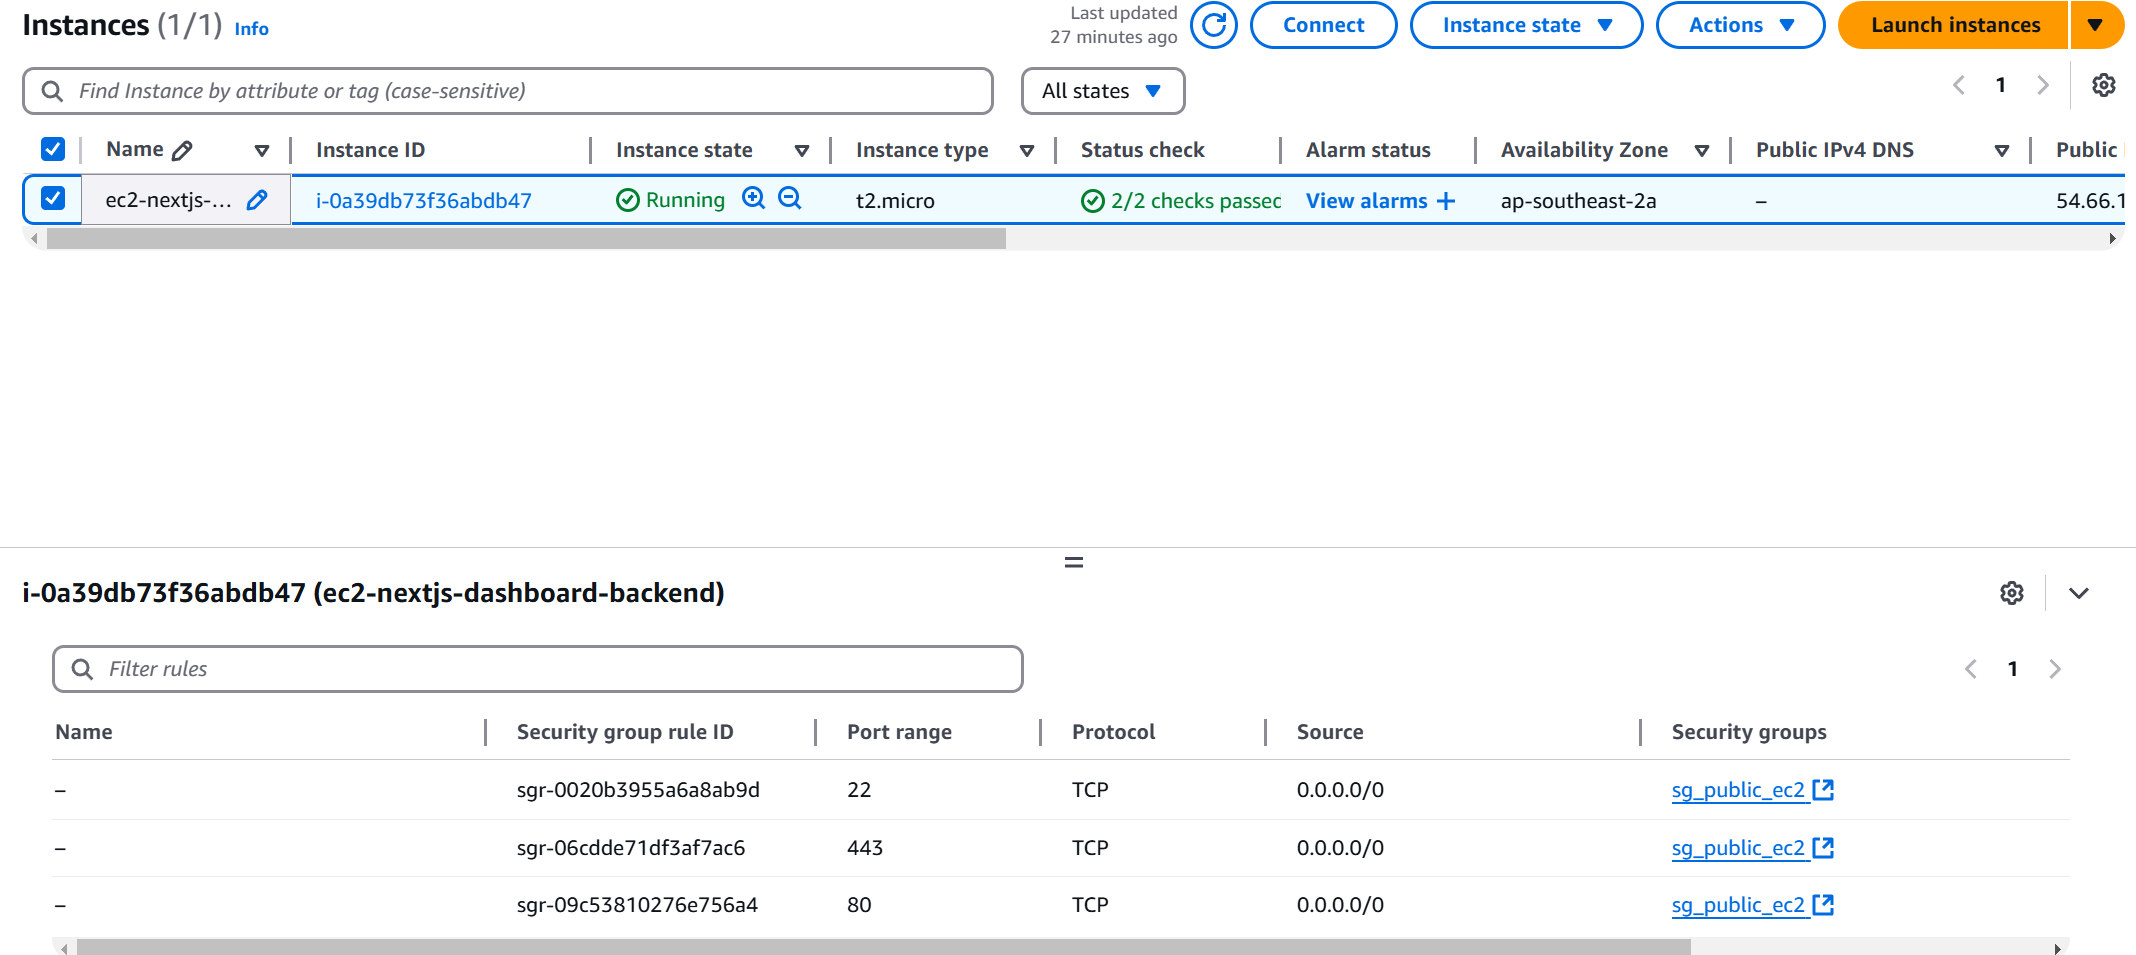 Instances (1/1) Info
Last updated
27 minutes ago
Connect
Instance state
Actions
Launch instances
Find Instance by attribute or tag (case-sensitive)
All states
1
Name Instance ID Instance state Instance type Status check Alarm status Availability Zone Public IPv4 DNS Public
ec2-nextjs-... i-0a39db73f36abdb47 Running t2.micro 2/2 checks passed View alarms + ap-southeast-2a – 54.66.1
i-0a39db73f36abdb47 (ec2-nextjs-dashboard-backend)
Filter rules
1
Name Security group rule ID Port range Protocol Source Security groups
– sgr-0020b3955a6a8ab9d 22 TCP 0.0.0.0/0 sg_public_ec2
– sgr-06cdde71df3af7ac6 443 TCP 0.0.0.0/0 sg_public_ec2
– sgr-09c53810276e756a4 80 TCP 0.0.0.0/0 sg_public_ec2